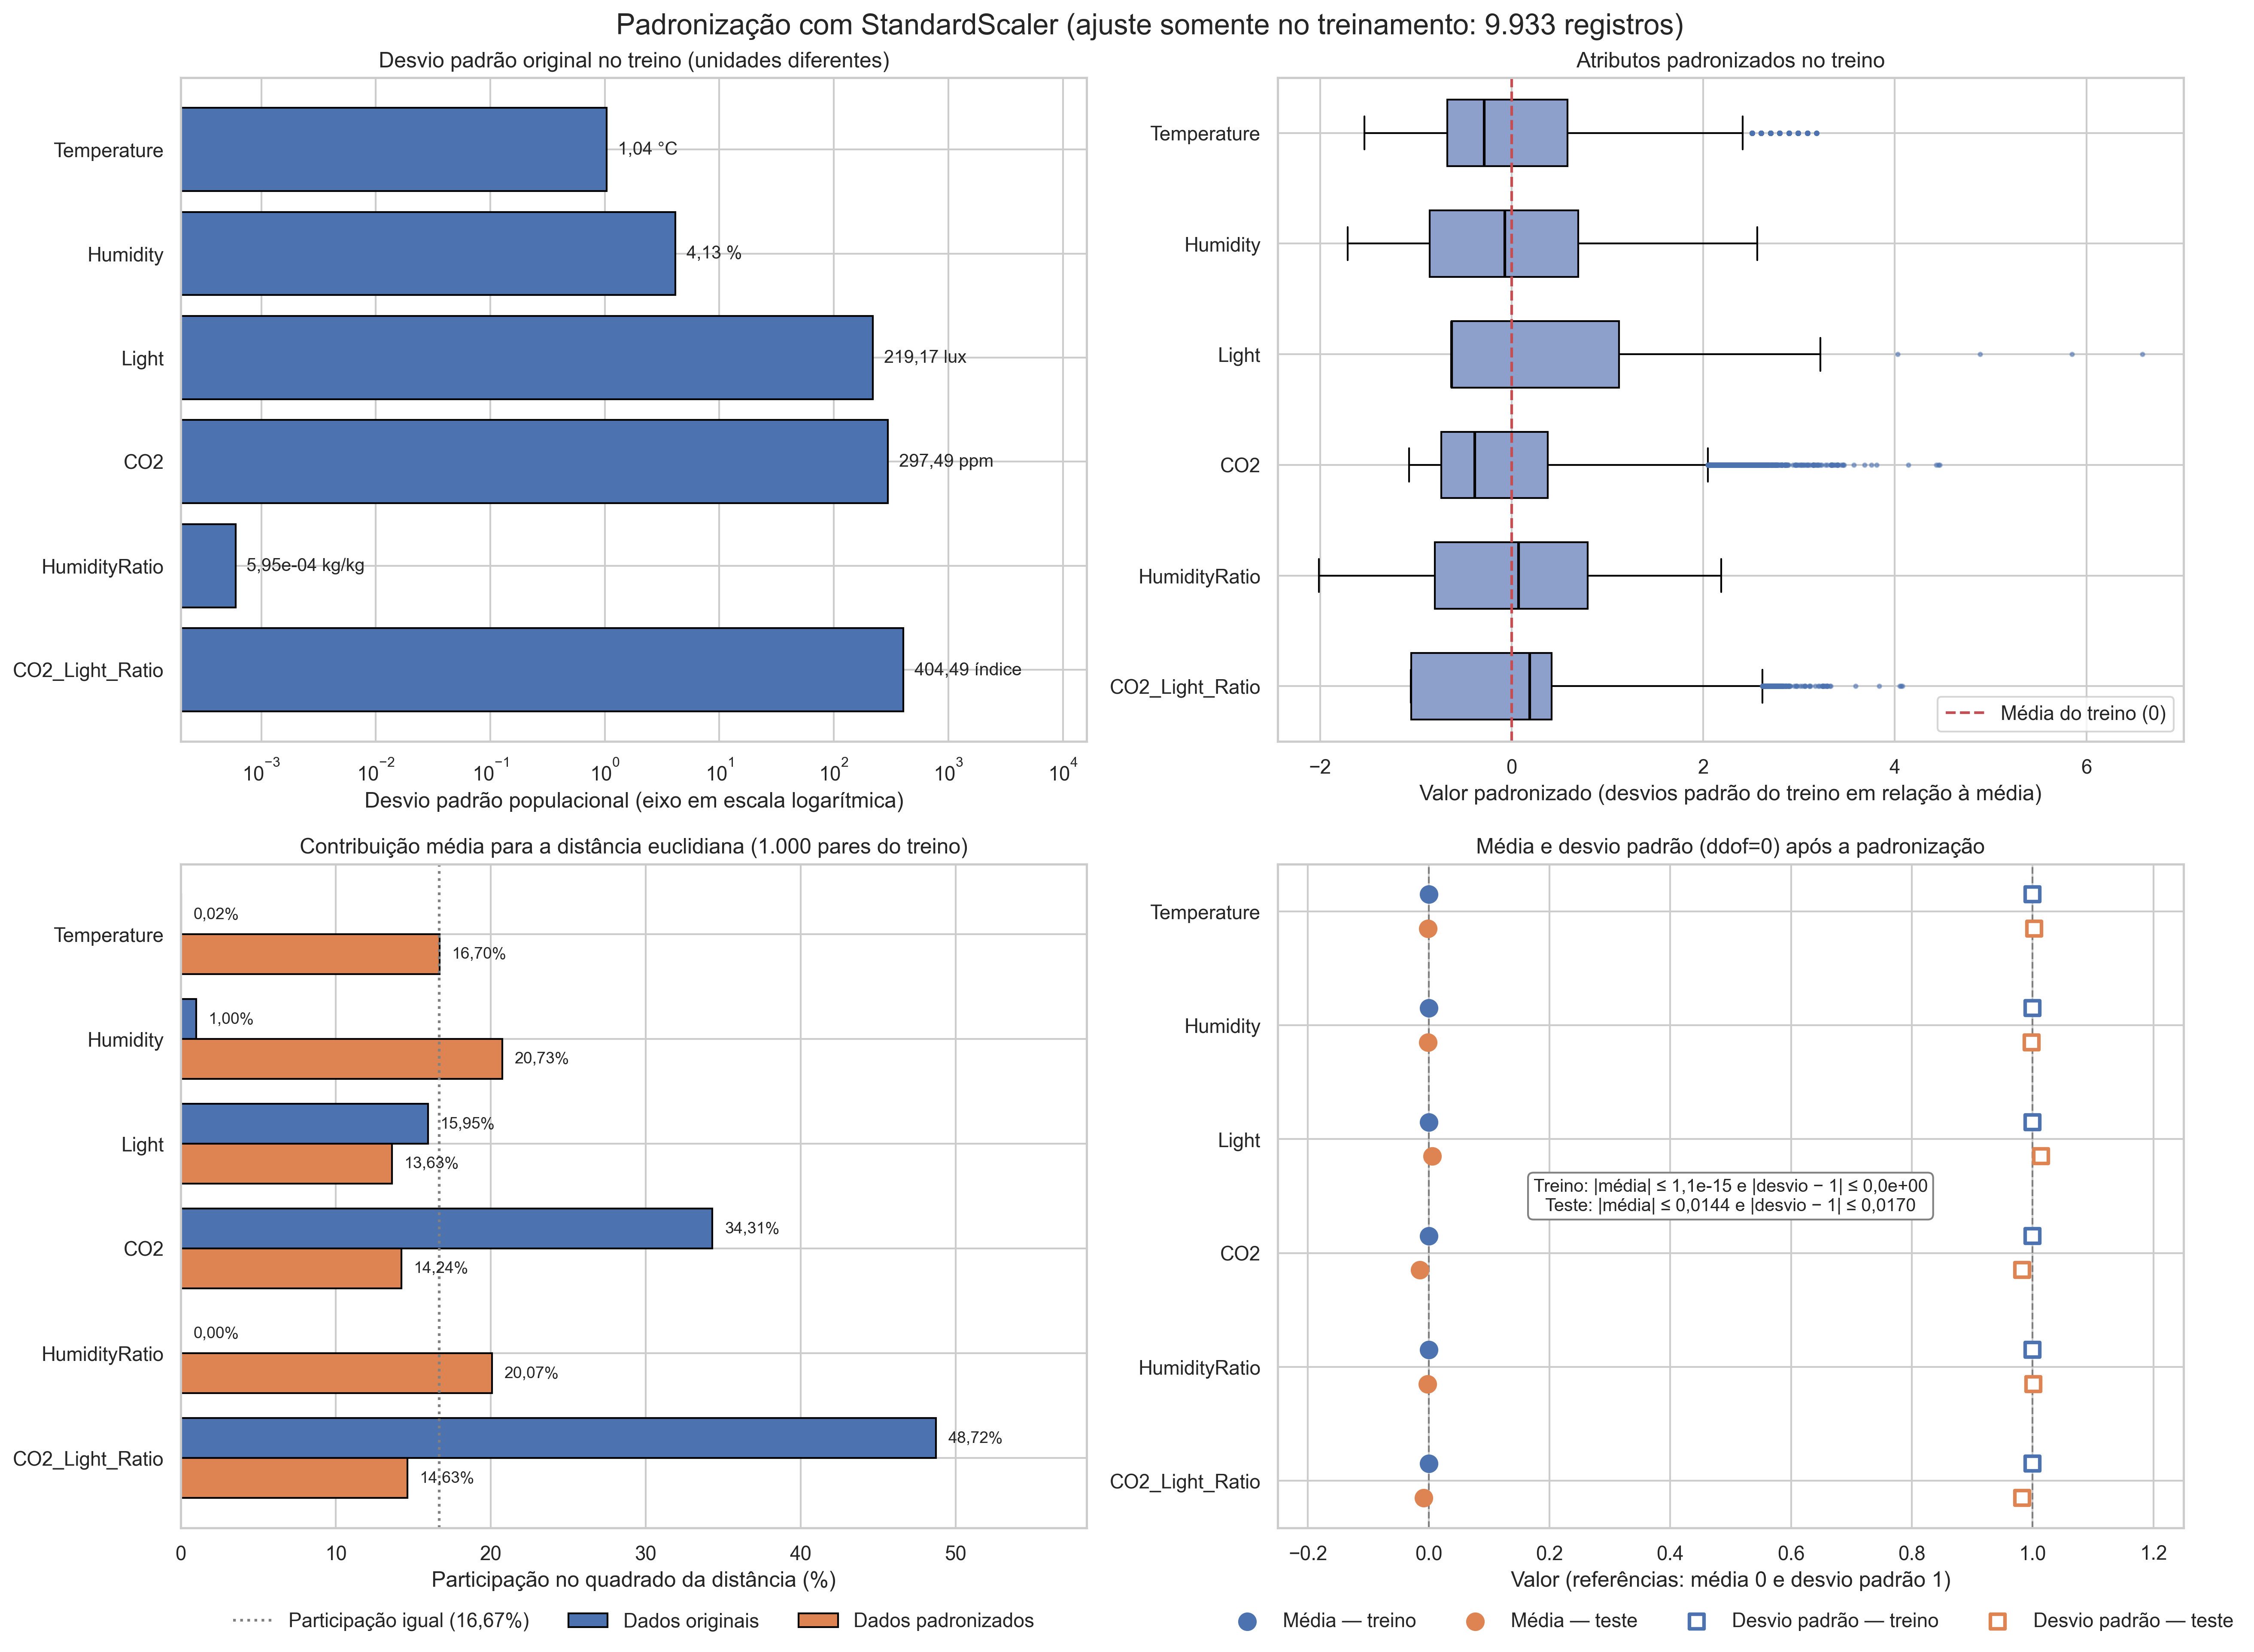 Padronização com StandardScaler (ajuste somente no treinamento: 9.933 registros)
Desvio padrão original no treino (unidades diferentes)
Temperature
1,04 °C
Humidity
4,13 %
Light
219,17 lux
CO2
297,49 ppm
HumidityRatio
5,95e-04 kg/kg
CO2_Light_Ratio
404,49 índice
10⁻³ 10⁻² 10⁻¹ 10⁰ 10¹ 10² 10³ 10⁴
Desvio padrão populacional (eixo em escala logarítmica)
Atributos padronizados no treino
Temperature
Humidity
Light
CO2
HumidityRatio
CO2_Light_Ratio
Média do treino (0)
−2 0 2 4 6
Valor padronizado (desvios padrão do treino em relação à média)
Contribuição média para a distância euclidiana (1.000 pares do treino)
0,02%
Temperature
16,70%
1,00%
Humidity
20,73%
15,95%
Light
13,63%
34,31%
CO2
14,24%
0,00%
HumidityRatio
20,07%
48,72%
CO2_Light_Ratio
14,63%
0 10 20 30 40 50
Participação no quadrado da distância (%)
Participação igual (16,67%) Dados originais Dados padronizados
Média e desvio padrão (ddof=0) após a padronização
Temperature
Humidity
Light
Treino: |média| ≤ 1,1e-15 e |desvio − 1| ≤ 0,0e+00
Teste: |média| ≤ 0,0144 e |desvio − 1| ≤ 0,0170
CO2
HumidityRatio
CO2_Light_Ratio
−0.2 0.0 0.2 0.4 0.6 0.8 1.0 1.2
Valor (referências: média 0 e desvio padrão 1)
Média — treino Média — teste Desvio padrão — treino Desvio padrão — teste